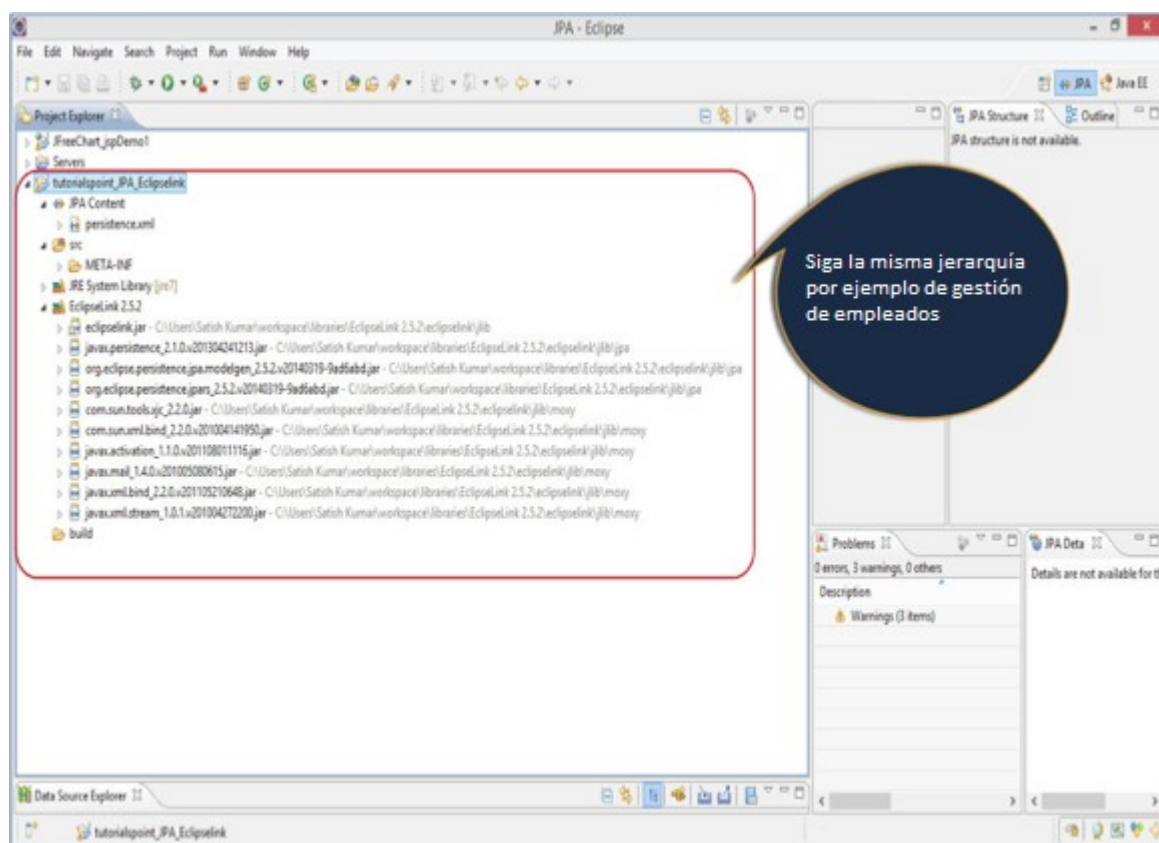 JPA - Eclipse
File Edit Navigate Search Project Run Window Help
JPA Java EE
Project Explorer
JFreeChart_jspDemo1
Servers
tutorialspoint_JPA_Eclipselink
JPA Content
persistence.xml
src
META-INF
JRE System Library [jre7]
EclipseLink 2.5.2
eclipselink.jar - C:\Users\Satish Kumar\workspace\libraries\EclipseLink 2.5.2\eclipselink\jlib
javax.persistence_2.1.0.v201304241213.jar - C:\Users\Satish Kumar\workspace\libraries\EclipseLink 2.5.2\eclipselink\jlib\jpa
org.eclipse.persistence.jpa.modelgen_2.5.2.v20140319-9ad6abd.jar - C:\Users\Satish Kumar\workspace\libraries\EclipseLink 2.5.2\eclipselink\jlib\jpa
org.eclipse.persistence.jpars_2.5.2.v20140319-9ad6abd.jar - C:\Users\Satish Kumar\workspace\libraries\EclipseLink 2.5.2\eclipselink\jlib\jpa
com.sun.tools.xjc_2.2.0.jar - C:\Users\Satish Kumar\workspace\libraries\EclipseLink 2.5.2\eclipselink\jlib\moxy
com.sun.xml.bind_2.2.0.v201004141950.jar - C:\Users\Satish Kumar\workspace\libraries\EclipseLink 2.5.2\eclipselink\jlib\moxy
javax.activation_1.1.0.v201108011116.jar - C:\Users\Satish Kumar\workspace\libraries\EclipseLink 2.5.2\eclipselink\jlib\moxy
javax.mail_1.4.0.v201005080615.jar - C:\Users\Satish Kumar\workspace\libraries\EclipseLink 2.5.2\eclipselink\jlib\moxy
javax.xml.bind_2.2.0.v201105210648.jar - C:\Users\Satish Kumar\workspace\libraries\EclipseLink 2.5.2\eclipselink\jlib\moxy
javax.xml.stream_1.0.1.v201004272200.jar - C:\Users\Satish Kumar\workspace\libraries\EclipseLink 2.5.2\eclipselink\jlib\moxy
build
Siga la misma jerarquía
por ejemplo de gestión
de empleados
JPA Structure Outline
JPA structure is not available.
Problems
0 errors, 3 warnings, 0 others
Description
Warnings (3 items)
JPA Deta
Details are not available for th
Data Source Explorer
tutorialspoint_JPA_Eclipselink